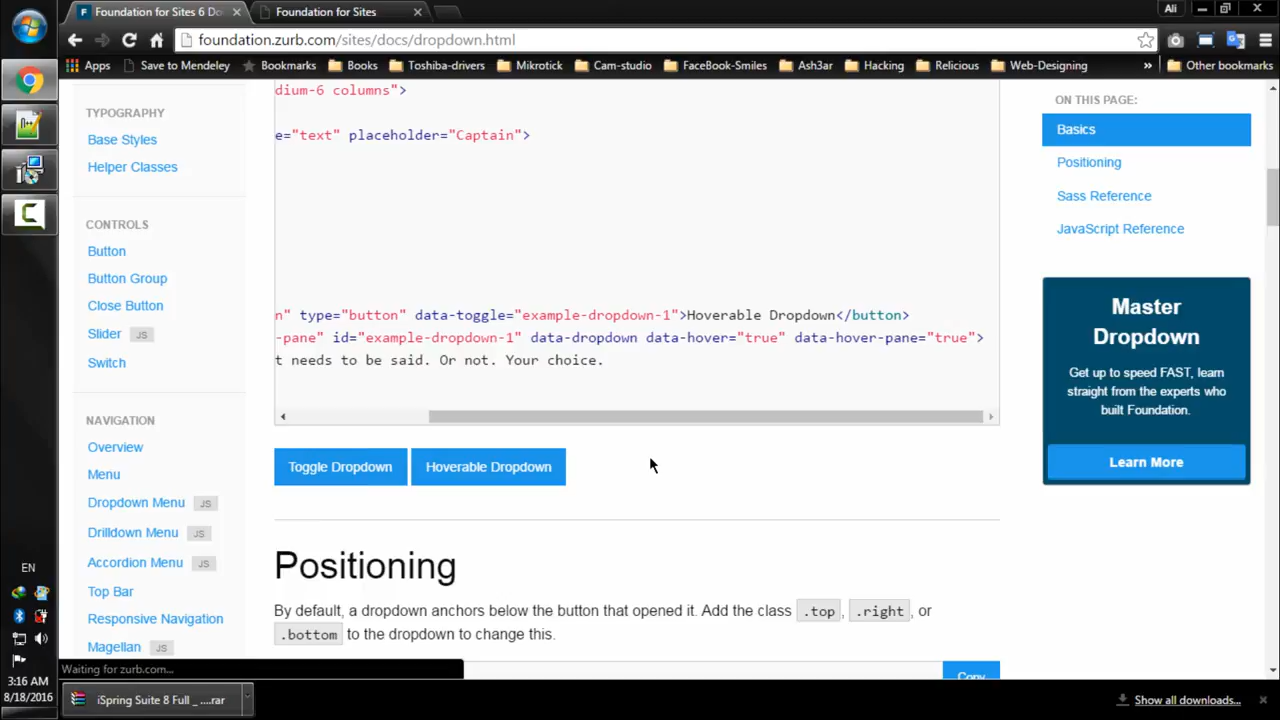 Foundation for Sites 6 Do
Foundation for Sites
Ali
foundation.zurb.com/sites/docs/dropdown.html
Apps
Save to Mendeley
Bookmarks
Books
Toshiba-drivers
Mikrotick
Cam-studio
FaceBook-Smiles
Ash3ar
Hacking
Relicious
Web-Designing
»
Other bookmarks
TYPOGRAPHY
Base Styles
Helper Classes
CONTROLS
Button
Button Group
Close Button
Slider JS
Switch
NAVIGATION
Overview
Menu
Dropdown Menu JS
Drilldown Menu JS
Accordion Menu JS
Top Bar
Responsive Navigation
Magellan JS
dium-6 columns">
e="text" placeholder="Captain">
n" type="button" data-toggle="example-dropdown-1">Hoverable Dropdown</button>
-pane" id="example-dropdown-1" data-dropdown data-hover="true" data-hover-pane="true">
t needs to be said. Or not. Your choice.
Toggle Dropdown
Hoverable Dropdown
Positioning
By default, a dropdown anchors below the button that opened it. Add the class .top, .right, or
.bottom to the dropdown to change this.
Copy
ON THIS PAGE:
Basics
Positioning
Sass Reference
JavaScript Reference
Master
Dropdown
Get up to speed FAST, learn
straight from the experts who
built Foundation.
Learn More
Waiting for zurb.com...
EN
3:16 AM
8/18/2016
iSpring Suite 8 Full _ ....rar
Show all downloads...